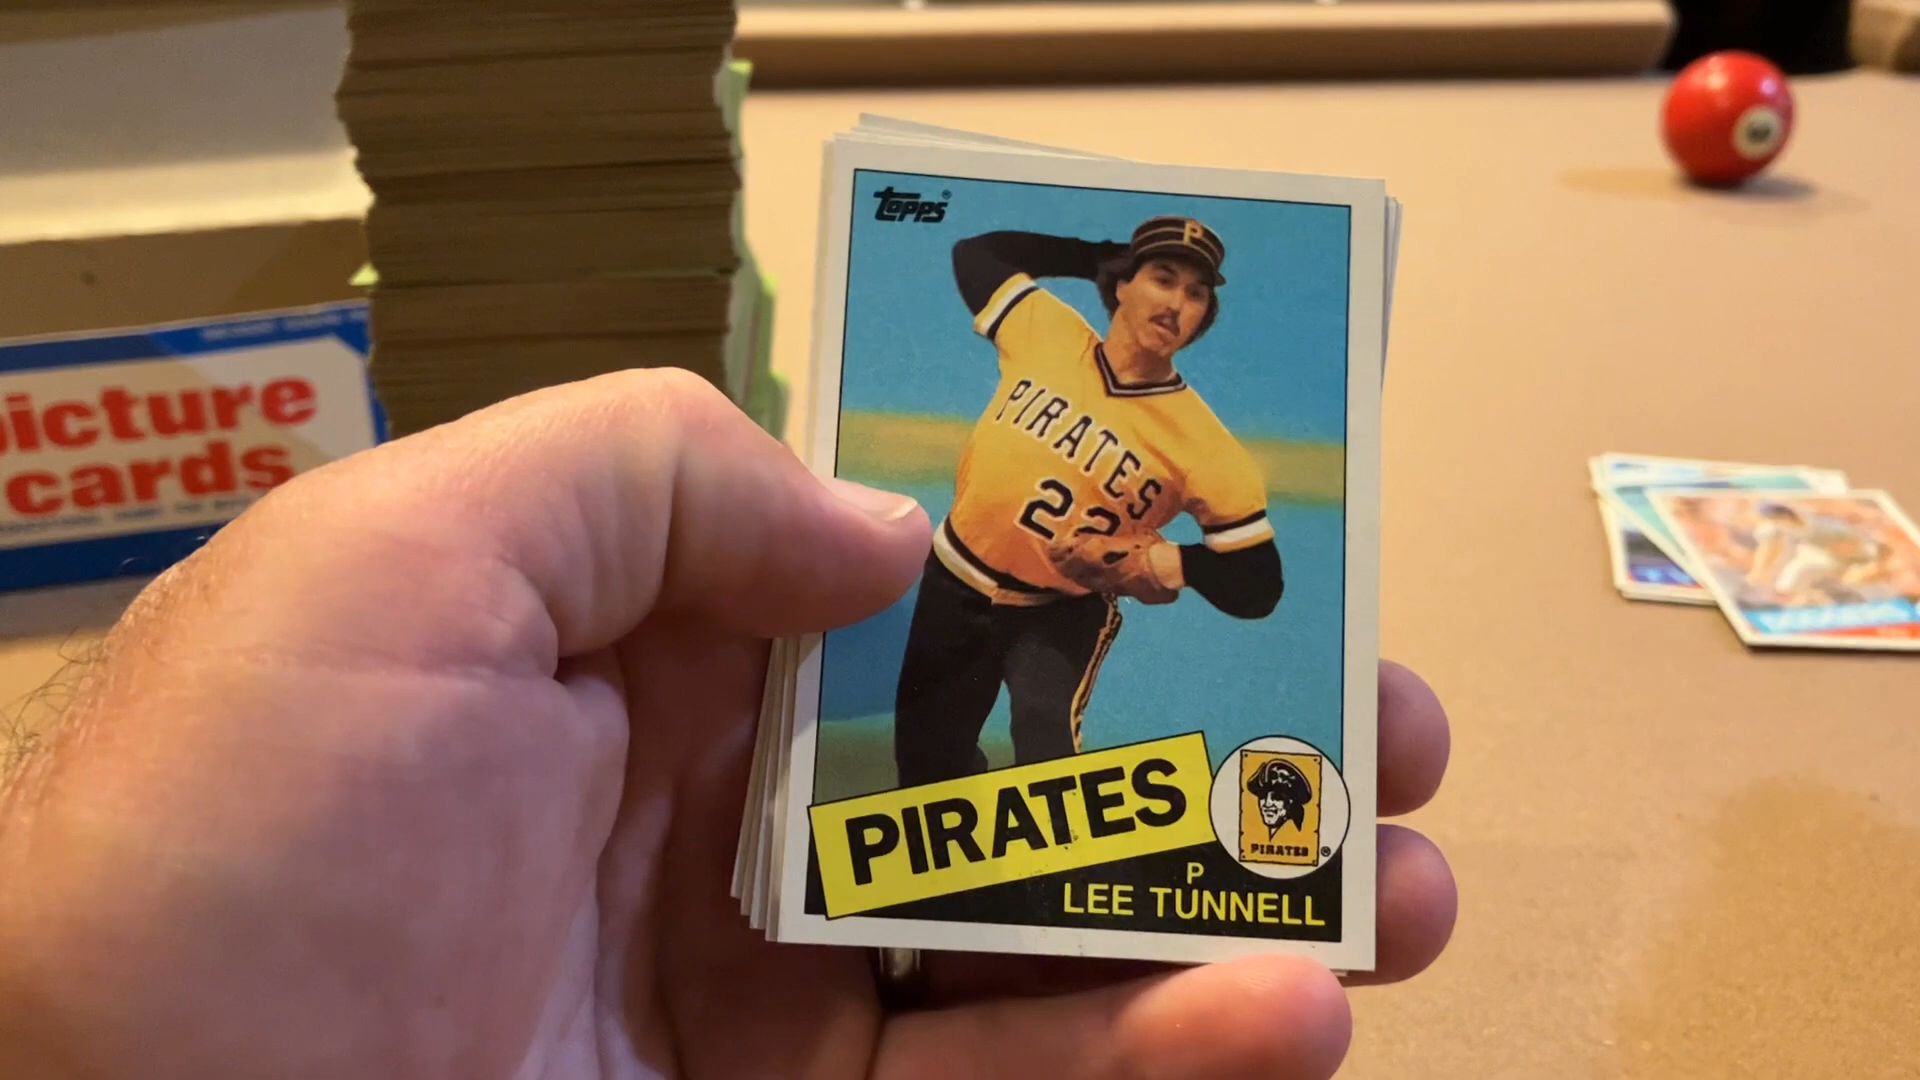 picture
cards
topps®
P
PIRATES
22
PIRATES
PIRATES ®
P
LEE TUNNELL